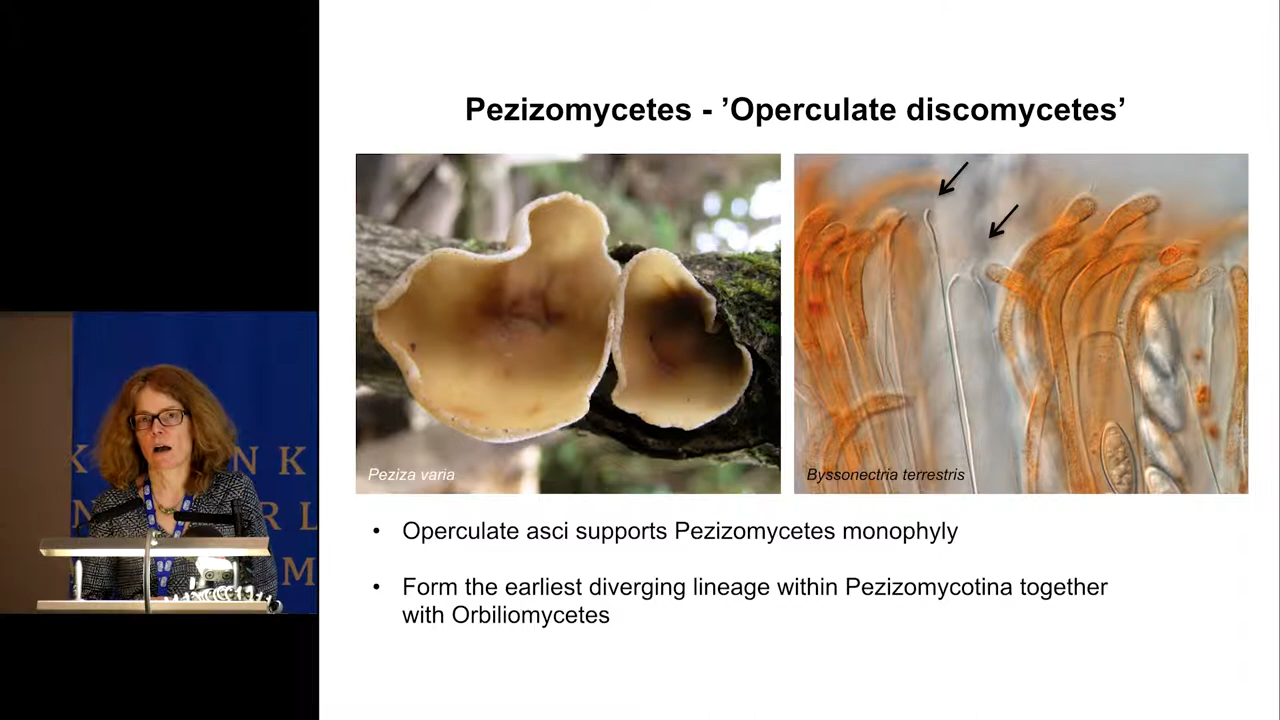 Pezizomycetes - ’Operculate discomycetes’
Peziza varia
Byssonectria terrestris
• Operculate asci supports Pezizomycetes monophyly
• Form the earliest diverging lineage within Pezizomycotina together
with Orbiliomycetes